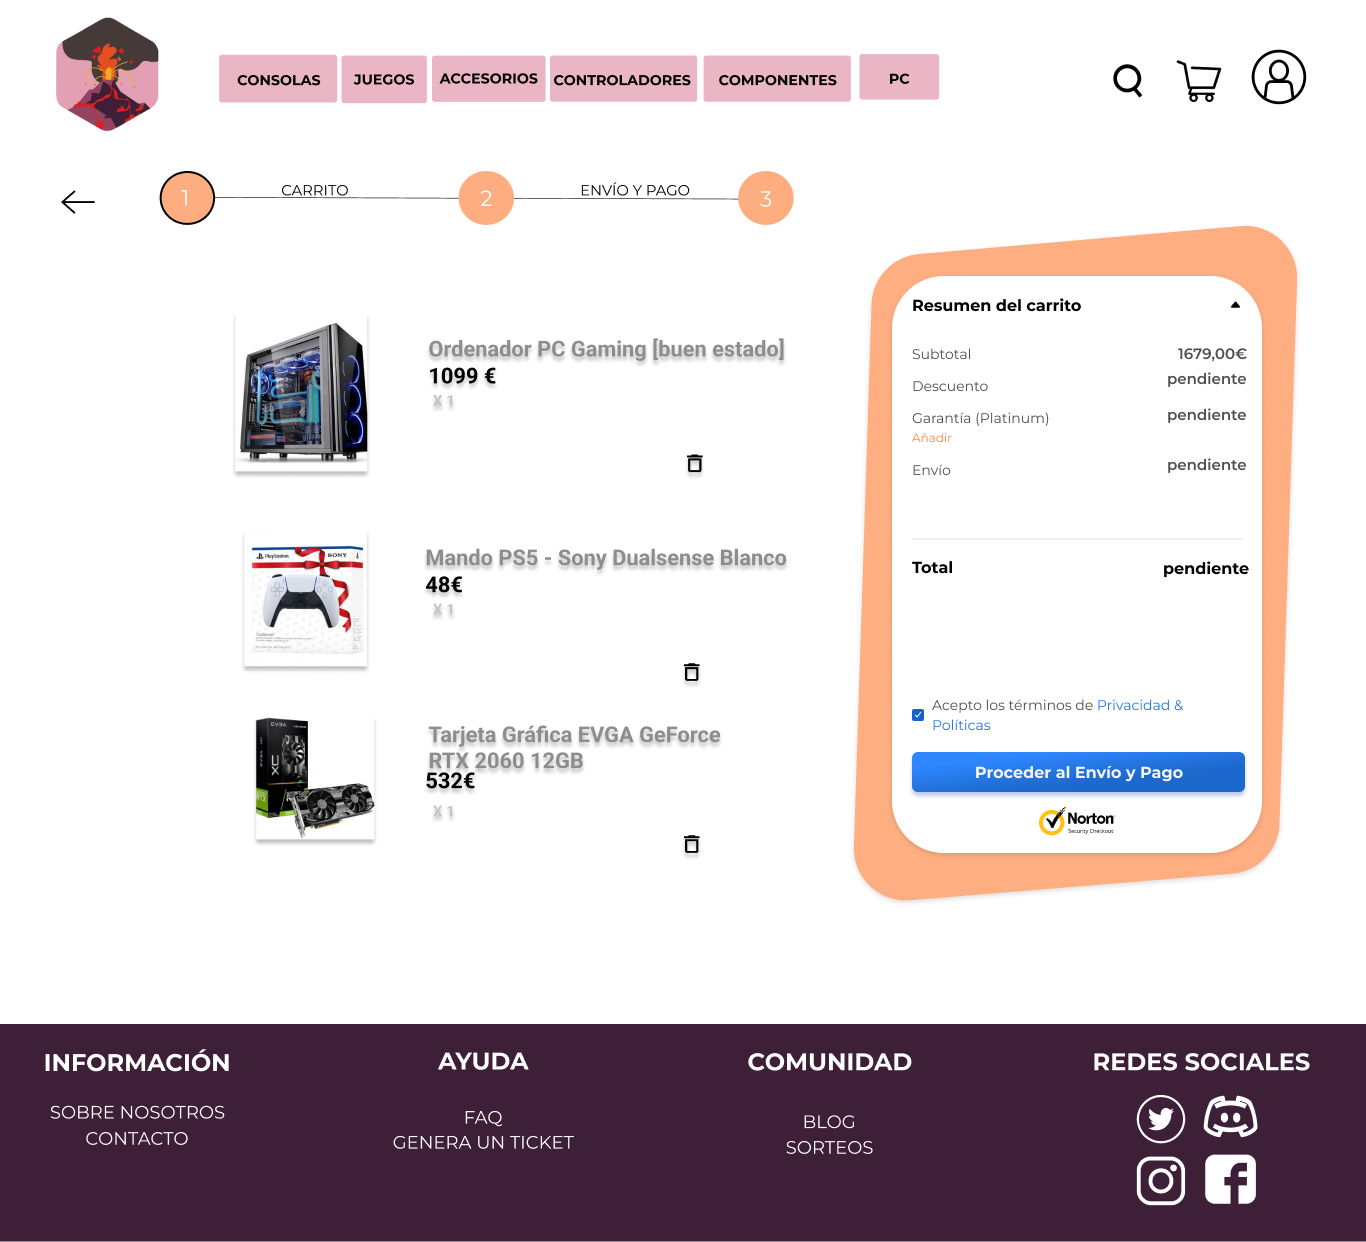 CONSOLAS
JUEGOS
ACCESORIOS
CONTROLADORES
COMPONENTES
PC
1
CARRITO
2
ENVÍO Y PAGO
3
Ordenador PC Gaming [buen estado]
1099 €
X 1
PlayStation
SONY
Mando PS5 - Sony Dualsense Blanco
48€
X 1
EVGA
XC
Tarjeta Gráfica EVGA GeForce
RTX 2060 12GB
532€
X 1
Resumen del carrito
Subtotal
1679,00€
Descuento
pendiente
Garantía (Platinum)
pendiente
Añadir
Envío
pendiente
Total
pendiente
Acepto los términos de Privacidad &
Políticas
Proceder al Envío y Pago
Norton
Security Checkout
INFORMACIÓN
SOBRE NOSOTROS
CONTACTO
AYUDA
FAQ
GENERA UN TICKET
COMUNIDAD
BLOG
SORTEOS
REDES SOCIALES